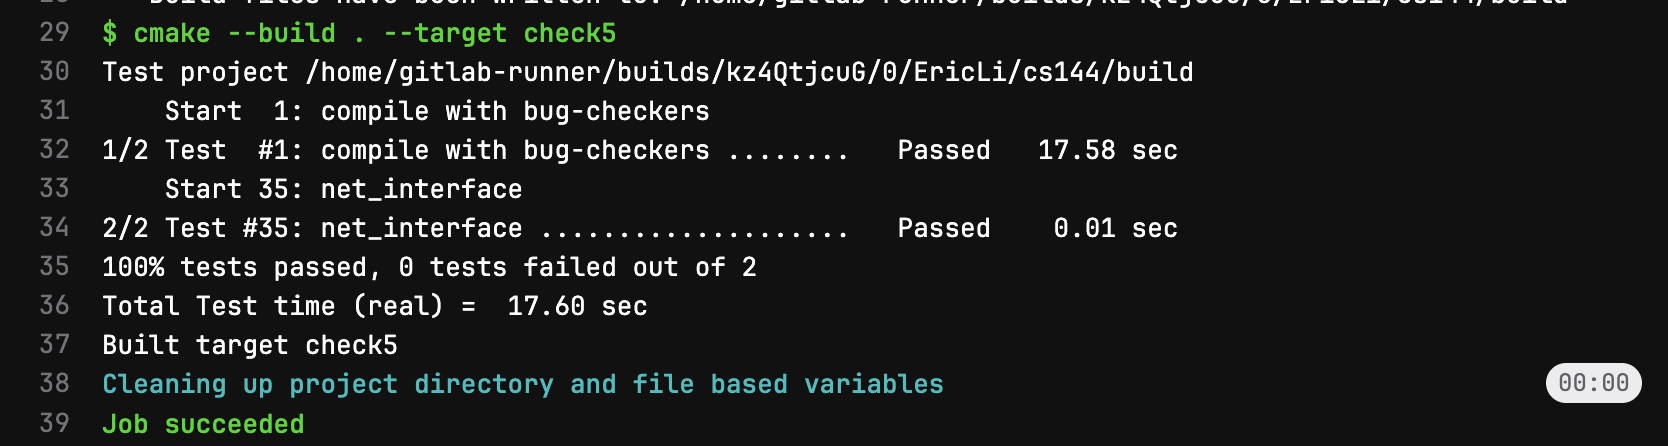 29 $ cmake --build . --target check5
30 Test project /home/gitlab-runner/builds/kz4QtjcuG/0/EricLi/cs144/build
31     Start  1: compile with bug-checkers
32 1/2 Test  #1: compile with bug-checkers ........   Passed   17.58 sec
33     Start 35: net_interface
34 2/2 Test #35: net_interface ....................   Passed    0.01 sec
35 100% tests passed, 0 tests failed out of 2
36 Total Test time (real) =  17.60 sec
37 Built target check5
38 Cleaning up project directory and file based variables 00:00
39 Job succeeded